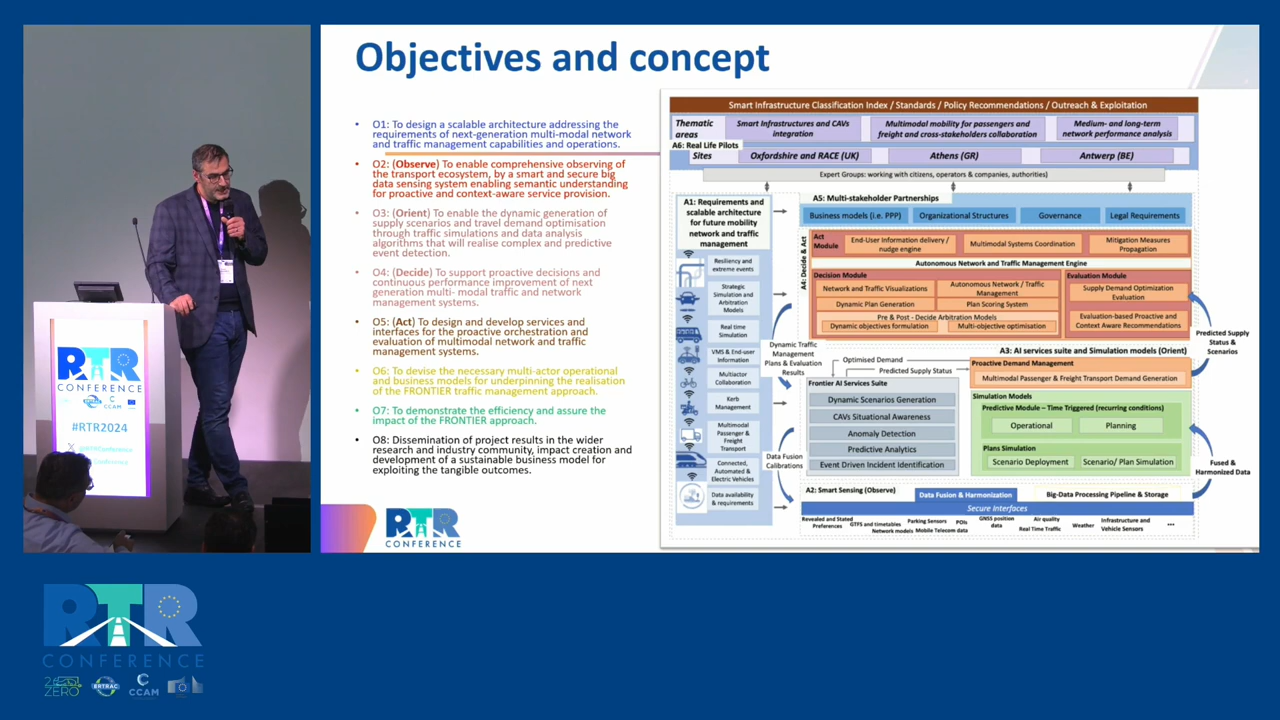 Objectives and concept
• O1: To design a scalable architecture addressing the
requirements of next-generation multi-modal network
and traffic management capabilities and operations.
• O2: (Observe) To enable comprehensive observing of
the transport ecosystem, by a smart and secure big
data sensing system enabling semantic understanding
for proactive and context-aware service provision.
• O3: (Orient) To enable the dynamic generation of
supply scenarios and travel demand optimisation
through traffic simulations and data analysis
algorithms that will realise complex and predictive
event detection.
• O4: (Decide) To support proactive decisions and
continuous performance improvement of next
generation multi- modal traffic and network
management systems.
• O5: (Act) To design and develop services and
interfaces for the proactive orchestration and
evaluation of multimodal network and traffic
management systems.
• O6: To devise the necessary multi-actor operational
and business models for underpinning the realisation
of the FRONTIER traffic management approach.
• O7: To demonstrate the efficiency and assure the
impact of the FRONTIER approach.
• O8: Dissemination of project results in the wider
research and industry community, impact creation and
development of a sustainable business model for
exploiting the tangible outcomes.
RTR
CONFERENCE
Smart Infrastructure Classification Index / Standards / Policy Recommendations / Outreach & Exploitation
Thematic
areas
Smart Infrastructures and CAVs
integration
Multimodal mobility for passengers and
freight and cross-stakeholders collaboration
Medium- and long-term
network performance analysis
A6: Real Life Pilots
Sites
Oxfordshire and RACE (UK)
Athens (GR)
Antwerp (BE)
Expert Groups: working with citizens, operators & companies, authorities)
A1: Requirements and
scalable architecture
for future mobility
network and traffic
management
Resiliency and
extreme events
Strategic
Simulation and
Arbitration
Models
Real time
Simulation
VMS & End-user
Information
Multiactor
Collaboration
Kerb
Management
Multimodal
Passenger &
Freight
Transport
Connected,
Automated &
Electric Vehicles
Data availability
& requirements
A5: Multi-stakeholder Partnerships
Business models (i.e. PPP)
Organizational Structures
Governance
Legal Requirements
A4: Decide & Act
Act
Module
End-User Information delivery /
nudge engine
Multimodal Systems Coordination
Mitigation Measures
Propagation
Autonomous Network and Traffic Management Engine
Decision Module
Network and Traffic Visualizations
Autonomous Network / Traffic
Management
Dynamic Plan Generation
Plan Scoring System
Pre & Post - Decide Arbitration Models
Dynamic objectives formulation
Multi-objective optimisation
Evaluation Module
Supply Demand Optimization
Evaluation
Evaluation-based Proactive and
Context Aware Recommendations
Predicted Supply
Status &
Scenarios
Dynamic Traffic
Management
Plans & Evaluation
Results
A3: AI services suite and Simulation models (Orient)
Optimised Demand
Predicted Supply Status
Proactive Demand Management
Multimodal Passenger & Freight Transport Demand Generation
Frontier AI Services Suite
Dynamic Scenarios Generation
CAVs Situational Awareness
Anomaly Detection
Predictive Analytics
Event Driven Incident Identification
Simulation Models
Predictive Module – Time Triggered (recurring conditions)
Operational
Planning
Plans Simulation
Scenario Deployment
Scenario/ Plan Simulation
Data Fusion
Calibrations
Fused &
Harmonized Data
A2: Smart Sensing (Observe)
Data Fusion & Harmonization
Big-Data Processing Pipeline & Storage
Secure Interfaces
Revealed and Stated
Preferences
GTFS and timetables
Network models
Parking Sensors
Mobile Telecom data
POIs
GNSS position
data
Air quality
Real Time Traffic
Weather
Infrastructure and
Vehicle Sensors
...
RTR
CONFERENCE
ERTRAC
CCAM
#RTR2024
RTR
CONFERENCE
2ZERO
ERTRAC
CCAM